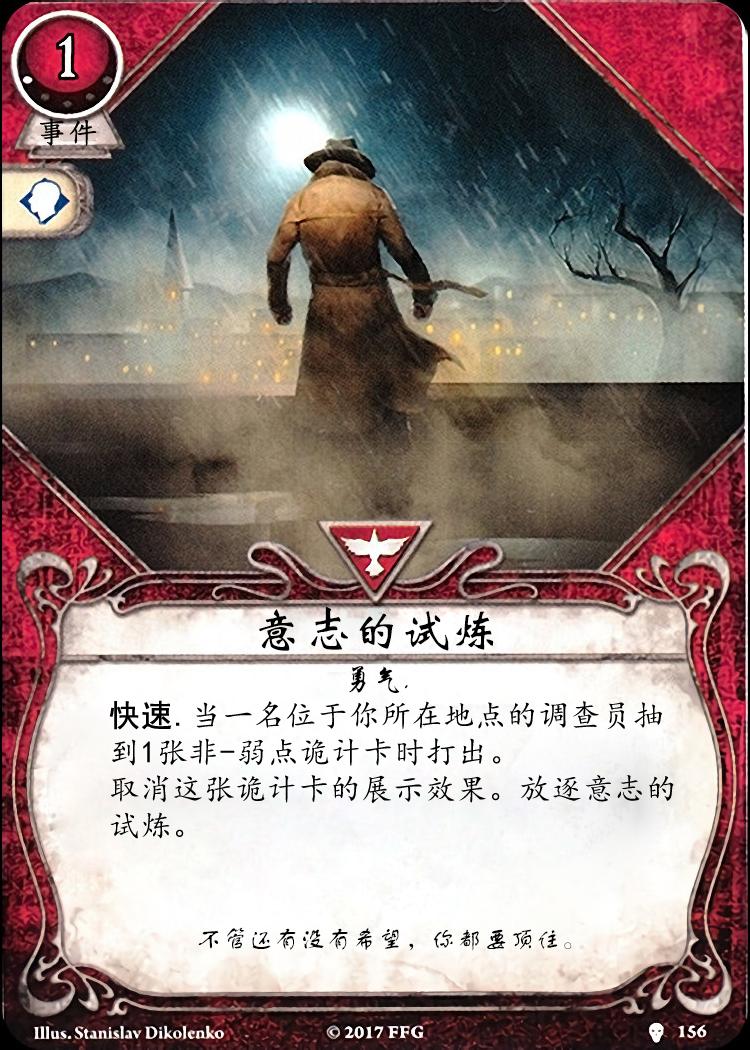 1
事件
意志的试炼
勇气.
快速. 当一名位于你所在地点的调查员抽
到1张非-弱点诡计卡时打出。
取消这张诡计卡的展示效果。放逐意志的
试炼。
不管还有没有希望，你都要顶住。
Illus. Stanislav Dikolenko © 2017 FFG 156